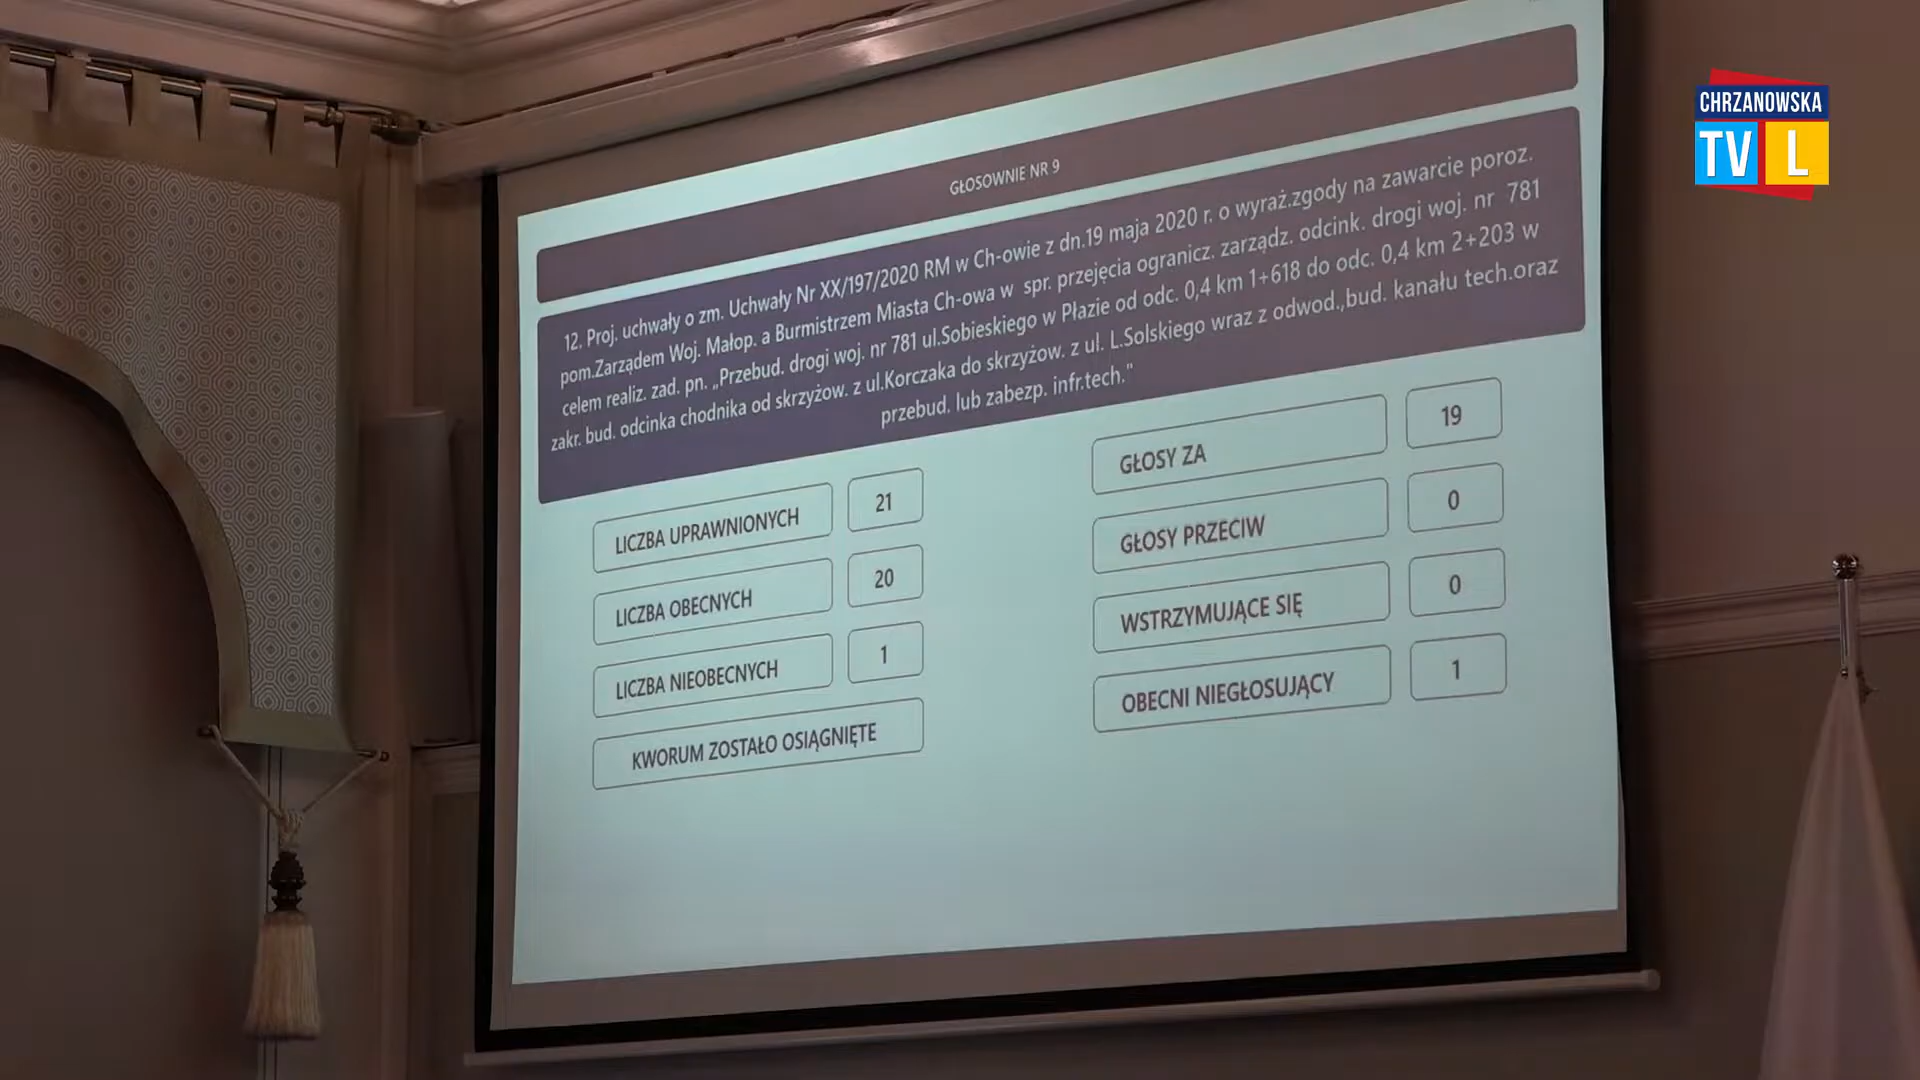 CHRZANOWSKA
TV L
GŁOSOWNIE NR 9
12. Proj. uchwały o zm. Uchwały Nr XX/197/2020 RM w Ch-owie z dn.19 maja 2020 r. o wyraż.zgody na zawarcie poroz.
pom.Zarządem Woj. Małop. a Burmistrzem Miasta Ch-owa w spr. przejęcia ogranicz. zarządz. odcink. drogi woj. nr 781
celem realiz. zad. pn. „Przebud. drogi woj. nr 781 ul.Sobieskiego w Płazie od odc. 0,4 km 1+618 do odc. 0,4 km 2+203 w
zakr. bud. odcinka chodnika od skrzyżow. z ul.Korczaka do skrzyżow. z ul. L.Solskiego wraz z odwod.,bud. kanału tech.oraz
przebud. lub zabezp. infr.tech."
LICZBA UPRAWNIONYCH 21
LICZBA OBECNYCH 20
LICZBA NIEOBECNYCH 1
KWORUM ZOSTAŁO OSIĄGNIĘTE
GŁOSY ZA 19
GŁOSY PRZECIW 0
WSTRZYMUJĄCE SIĘ 0
OBECNI NIEGŁOSUJĄCY 1